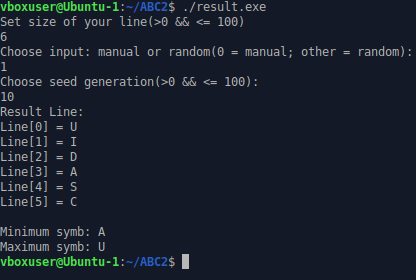 vboxuser@Ubuntu-1:~/ABC2$ ./result.exe
Set size of your line(>0 && <= 100)
6
Choose input: manual or random(0 = manual; other = random):
1
Choose seed generation(>0 && <= 100):
10
Result Line:
Line[0] = U
Line[1] = I
Line[2] = D
Line[3] = A
Line[4] = S
Line[5] = C

Minimum symb: A
Maximum symb: U
vboxuser@Ubuntu-1:~/ABC2$